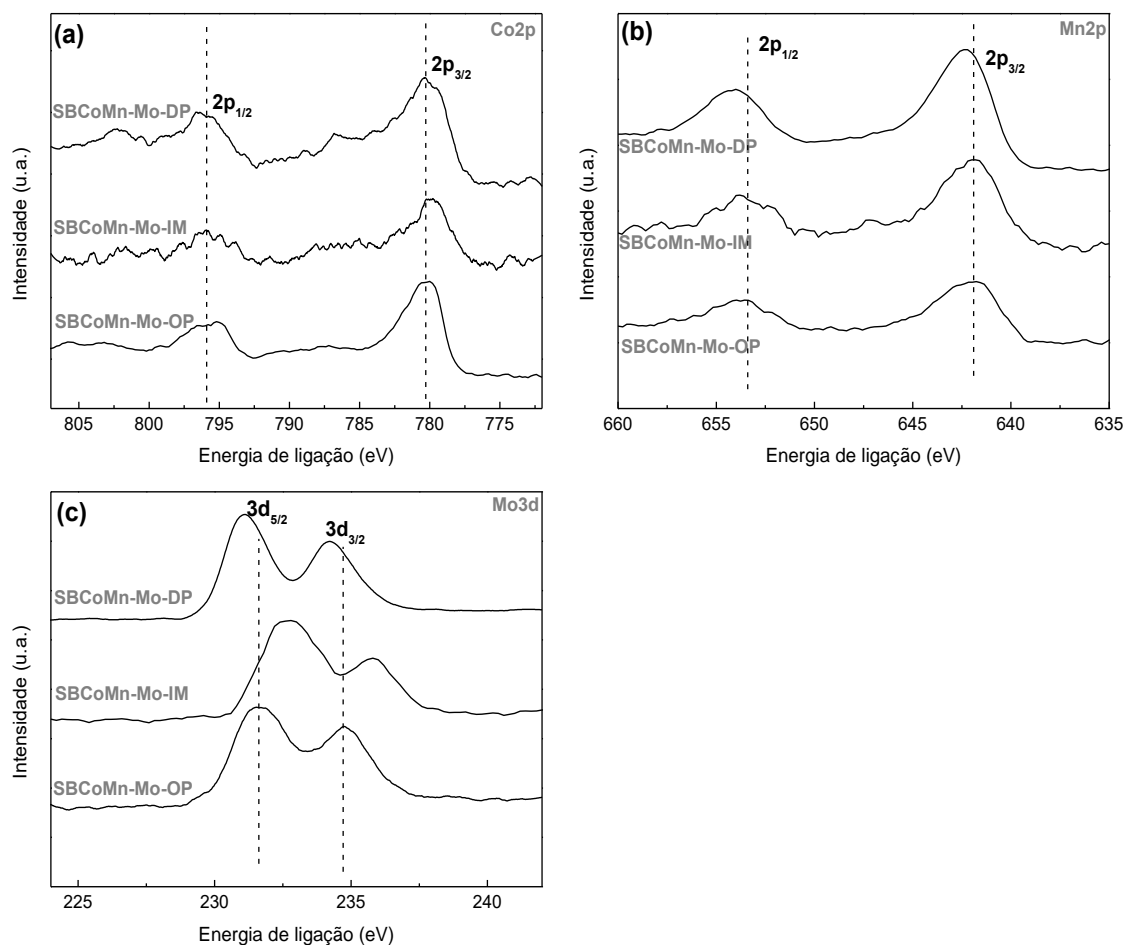 (a)
Co2p
2p3/2
2p1/2
SBCoMn-Mo-DP
SBCoMn-Mo-IM
SBCoMn-Mo-OP
Intensidade (u.a.)
805 800 795 790 785 780 775
Energia de ligação (eV)
(b)
Mn2p
2p1/2
2p3/2
SBCoMn-Mo-DP
SBCoMn-Mo-IM
SBCoMn-Mo-OP
Intensidade (u.a.)
660 655 650 645 640 635
Energia de ligação (eV)
(c)
Mo3d
3d5/2
3d3/2
SBCoMn-Mo-DP
SBCoMn-Mo-IM
SBCoMn-Mo-OP
Intensidade (u.a.)
225 230 235 240
Energia de ligação (eV)